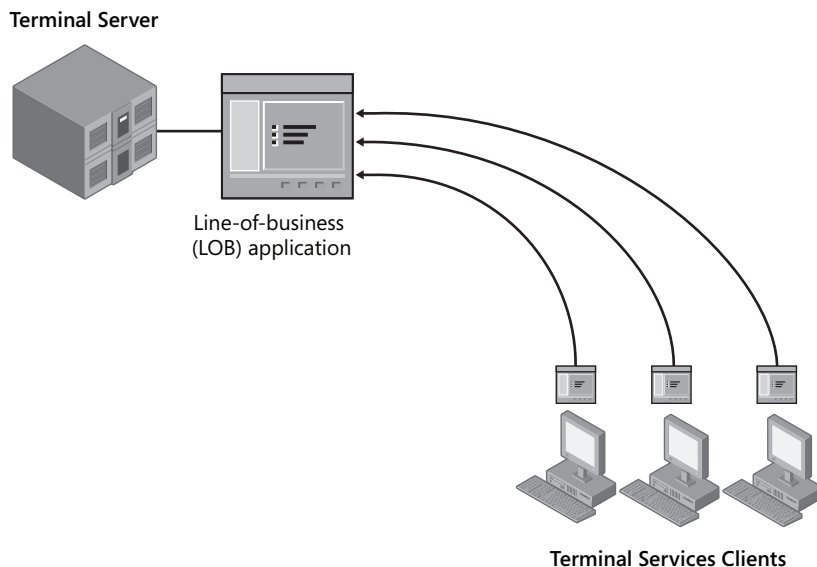 Terminal Server
Line-of-business
(LOB) application
Terminal Services Clients